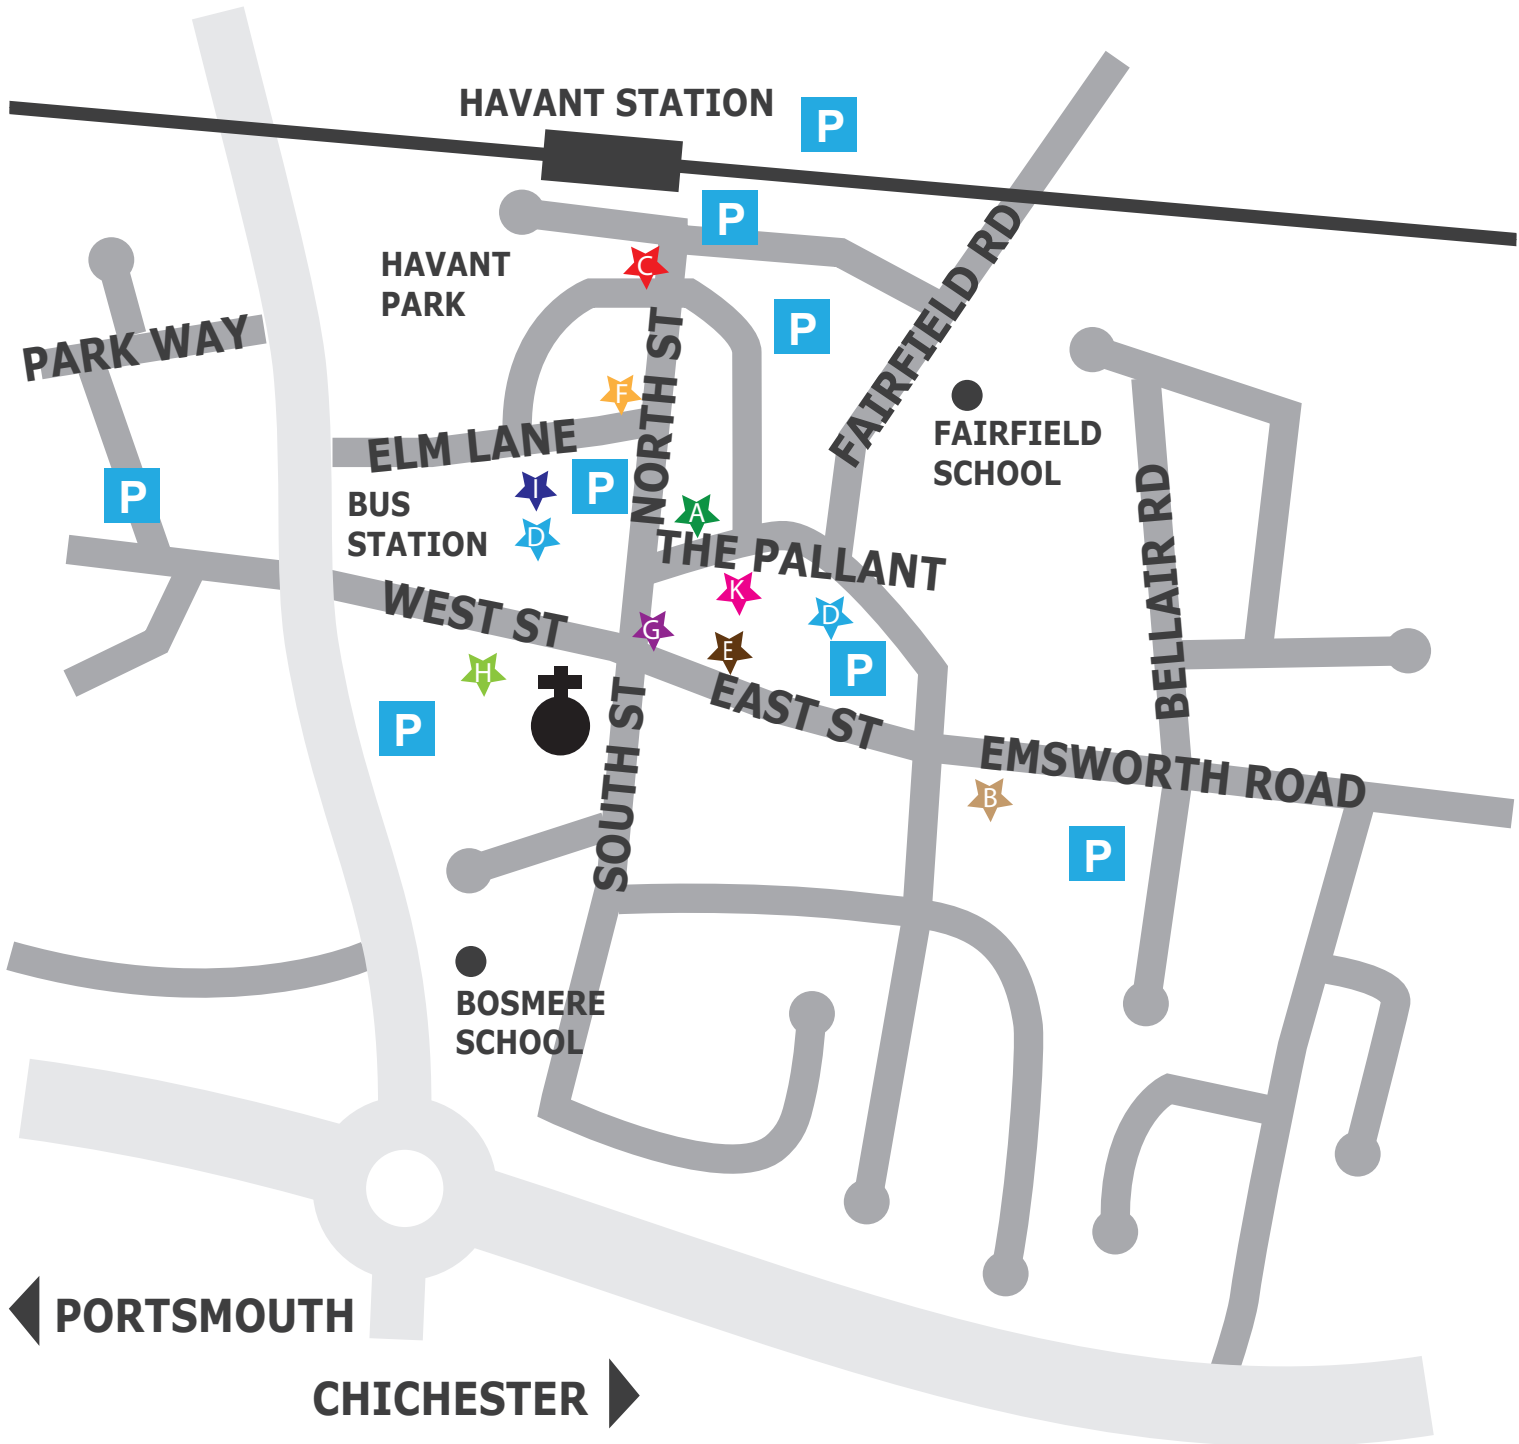 HAVANT STATION
P
P
HAVANT
PARK
C
P
PARK WAY
FAIRFIELD RD
NORTH ST
F
FAIRFIELD
SCHOOL
ELM LANE
P
I
P
BUS
STATION
D
A
THE PALLANT
BELLAIR RD
K
WEST ST
G
D
E
H
P
EAST ST
P
SOUTH ST
EMSWORTH ROAD
B
P
BOSMERE
SCHOOL
PORTSMOUTH
CHICHESTER